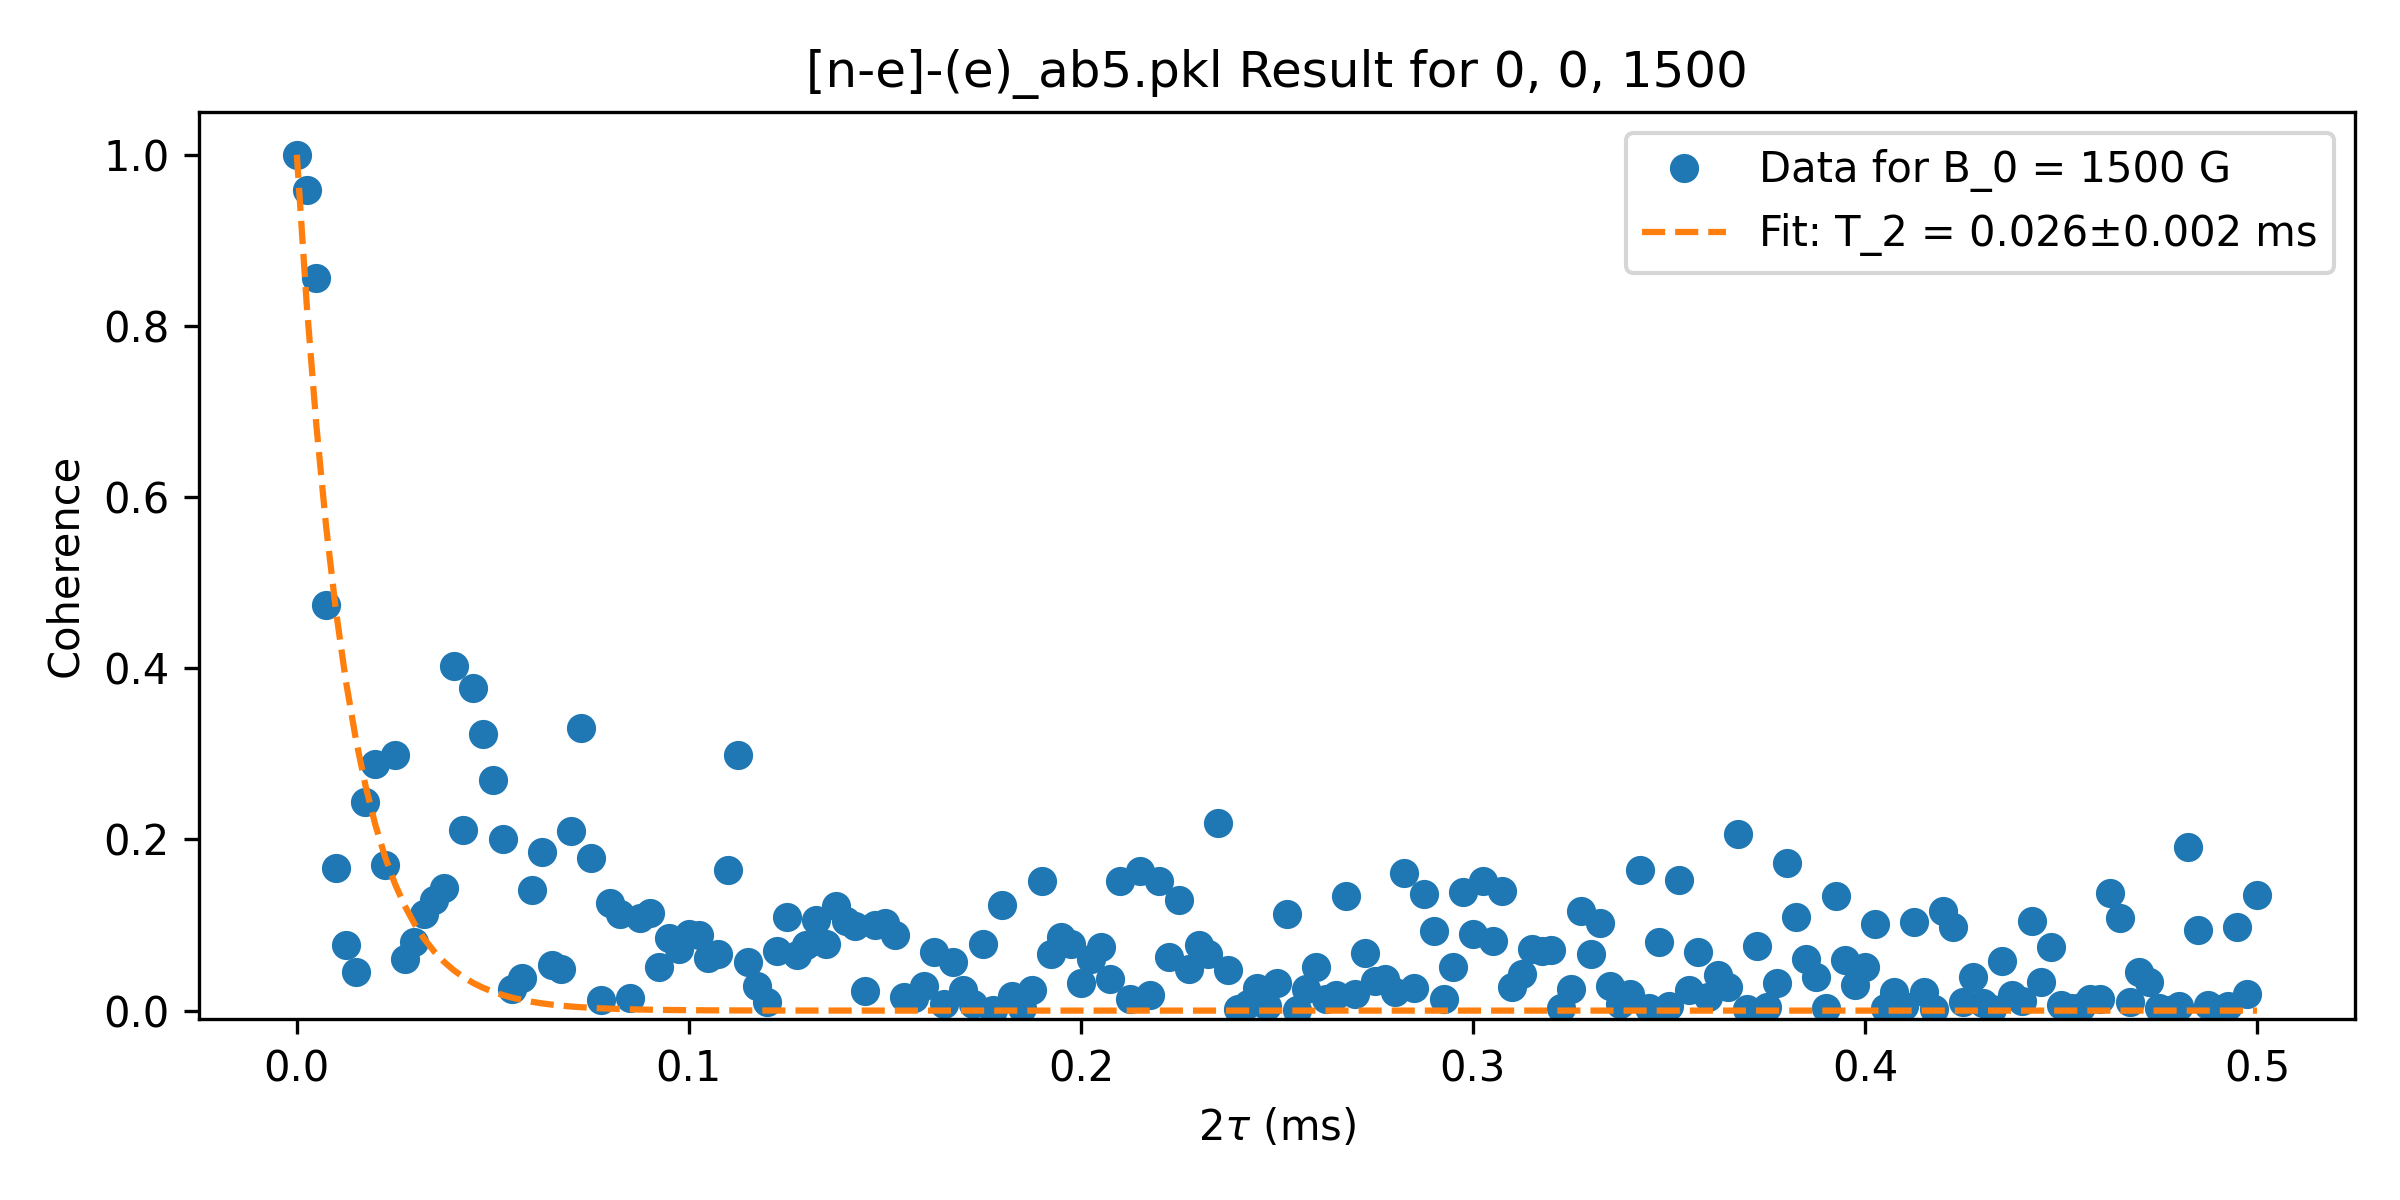 [n-e]-(e)_ab5.pkl Result for 0, 0, 1500
Data for B_0 = 1500 G
Fit: T_2 = 0.026±0.002 ms
Coherence
1.0
0.8
0.6
0.4
0.2
0.0
0.0 0.1 0.2 0.3 0.4 0.5
2τ (ms)